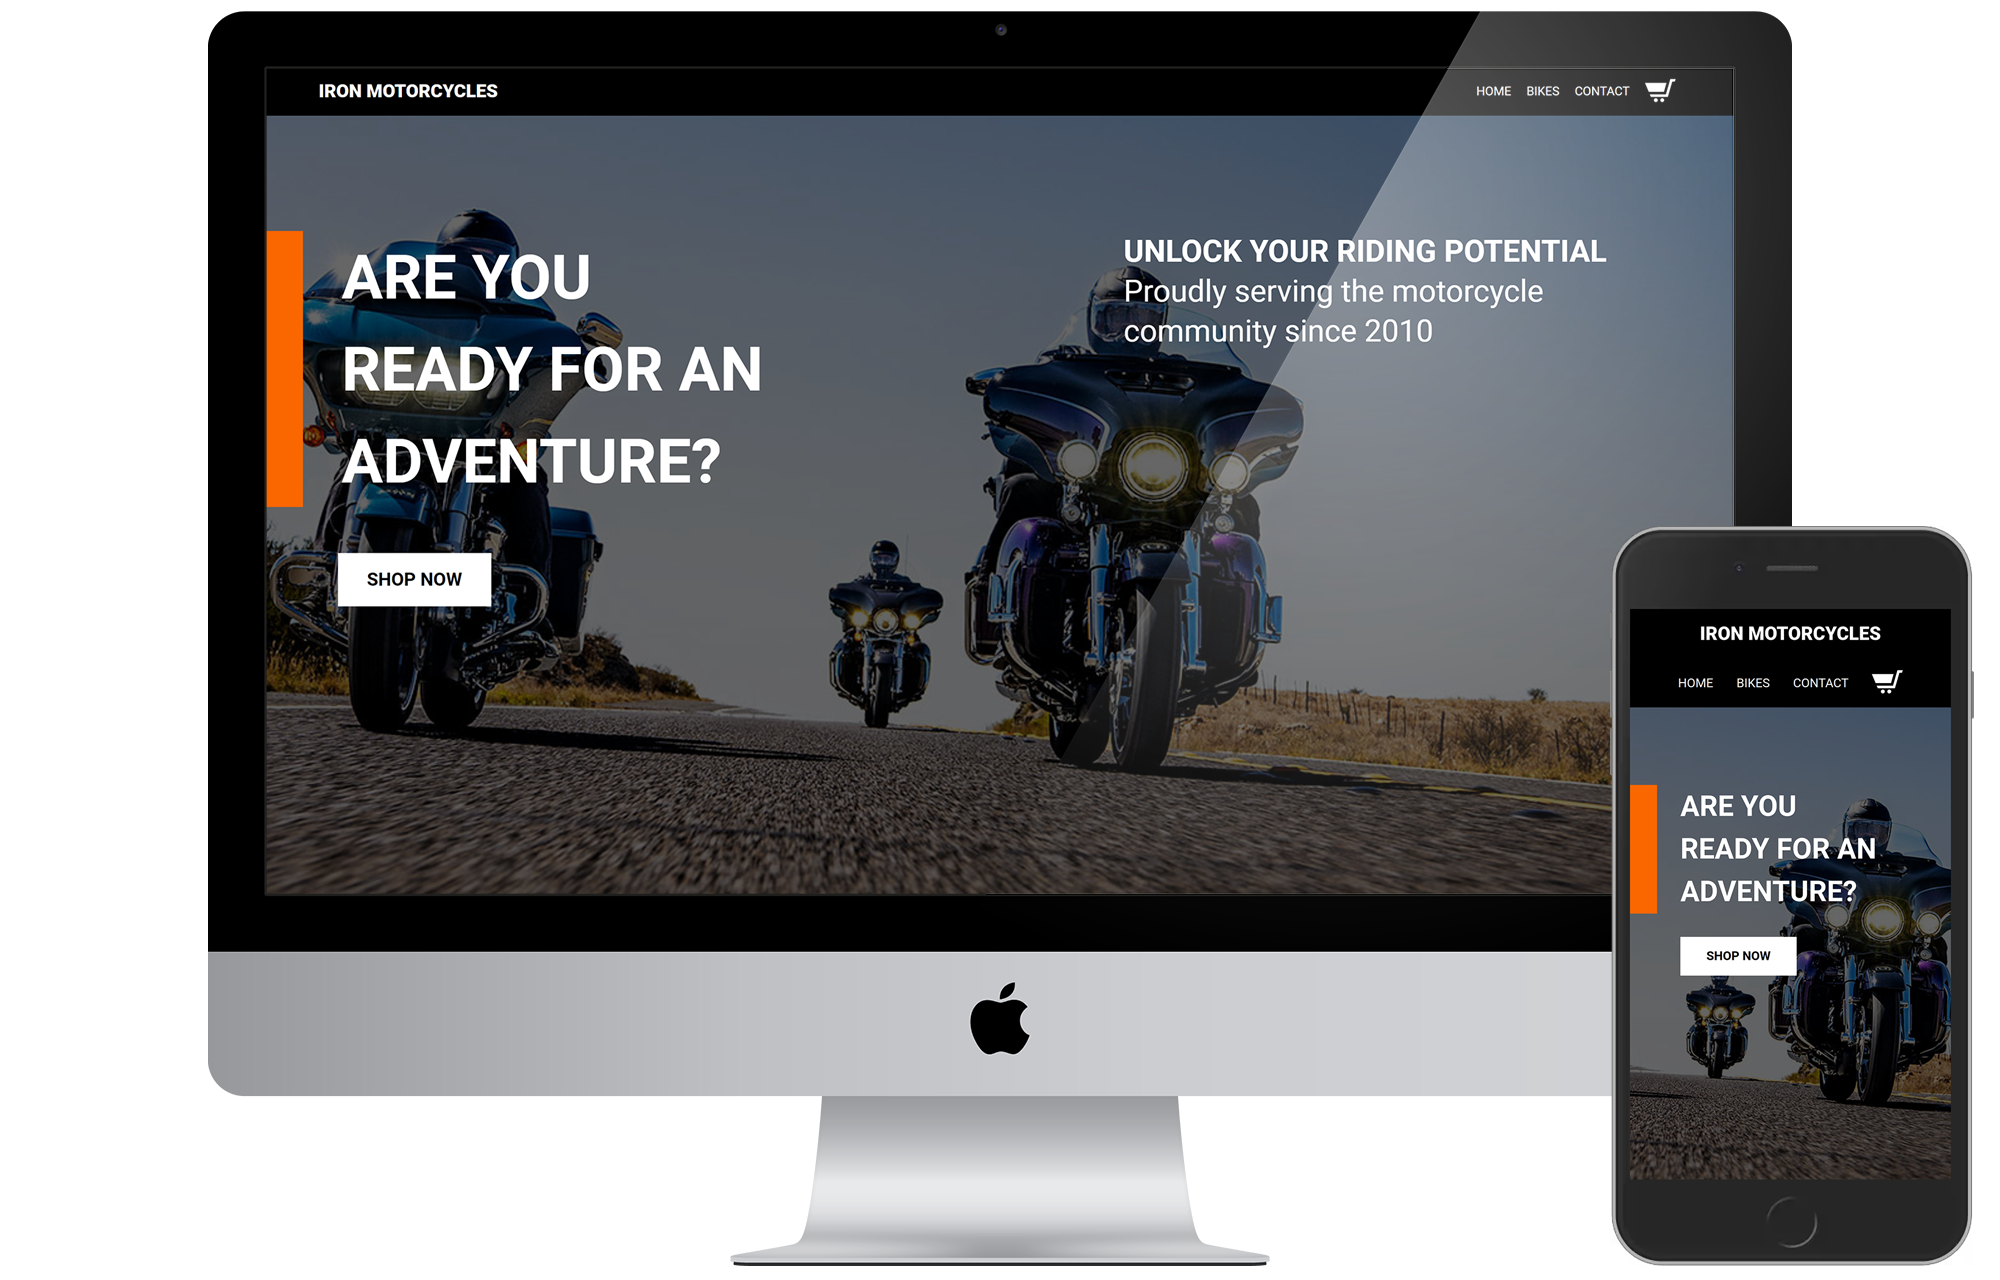 IRON MOTORCYCLES
HOME BIKES CONTACT
ARE YOU
READY FOR AN
ADVENTURE?
SHOP NOW
UNLOCK YOUR RIDING POTENTIAL
Proudly serving the motorcycle
community since 2010
IRON MOTORCYCLES
HOME BIKES CONTACT
ARE YOU
READY FOR AN
ADVENTURE?
SHOP NOW